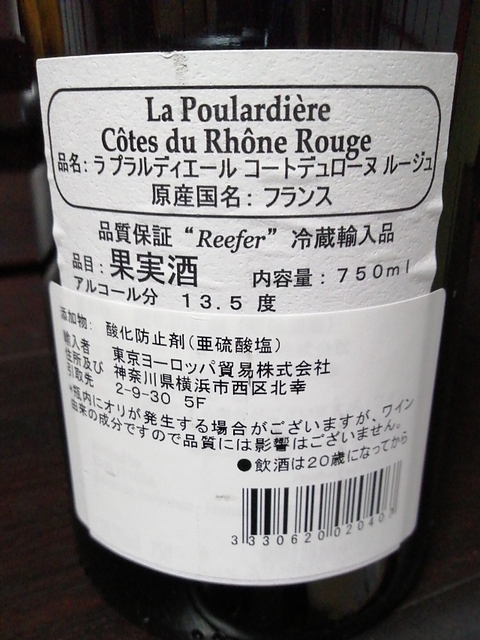 La Poulardière
Côtes du Rhône Rouge
品名: ラ プラルディエール コートデュローヌ ルージュ
原産国名: フランス
品質保証 “Reefer” 冷蔵輸入品
品目: 果実酒 内容量: 750ml
アルコール分 13.5 度
添加物: 酸化防止剤(亜硫酸塩)
輸入者 東京ヨーロッパ貿易株式会社
住所及び 神奈川県横浜市西区北幸
引取先 2-9-30 5F
*瓶内にオリが発生する場合がございますが、ワイン
由来の成分ですので品質には影響はございません。
●飲酒は20歳になってから
3330620020403